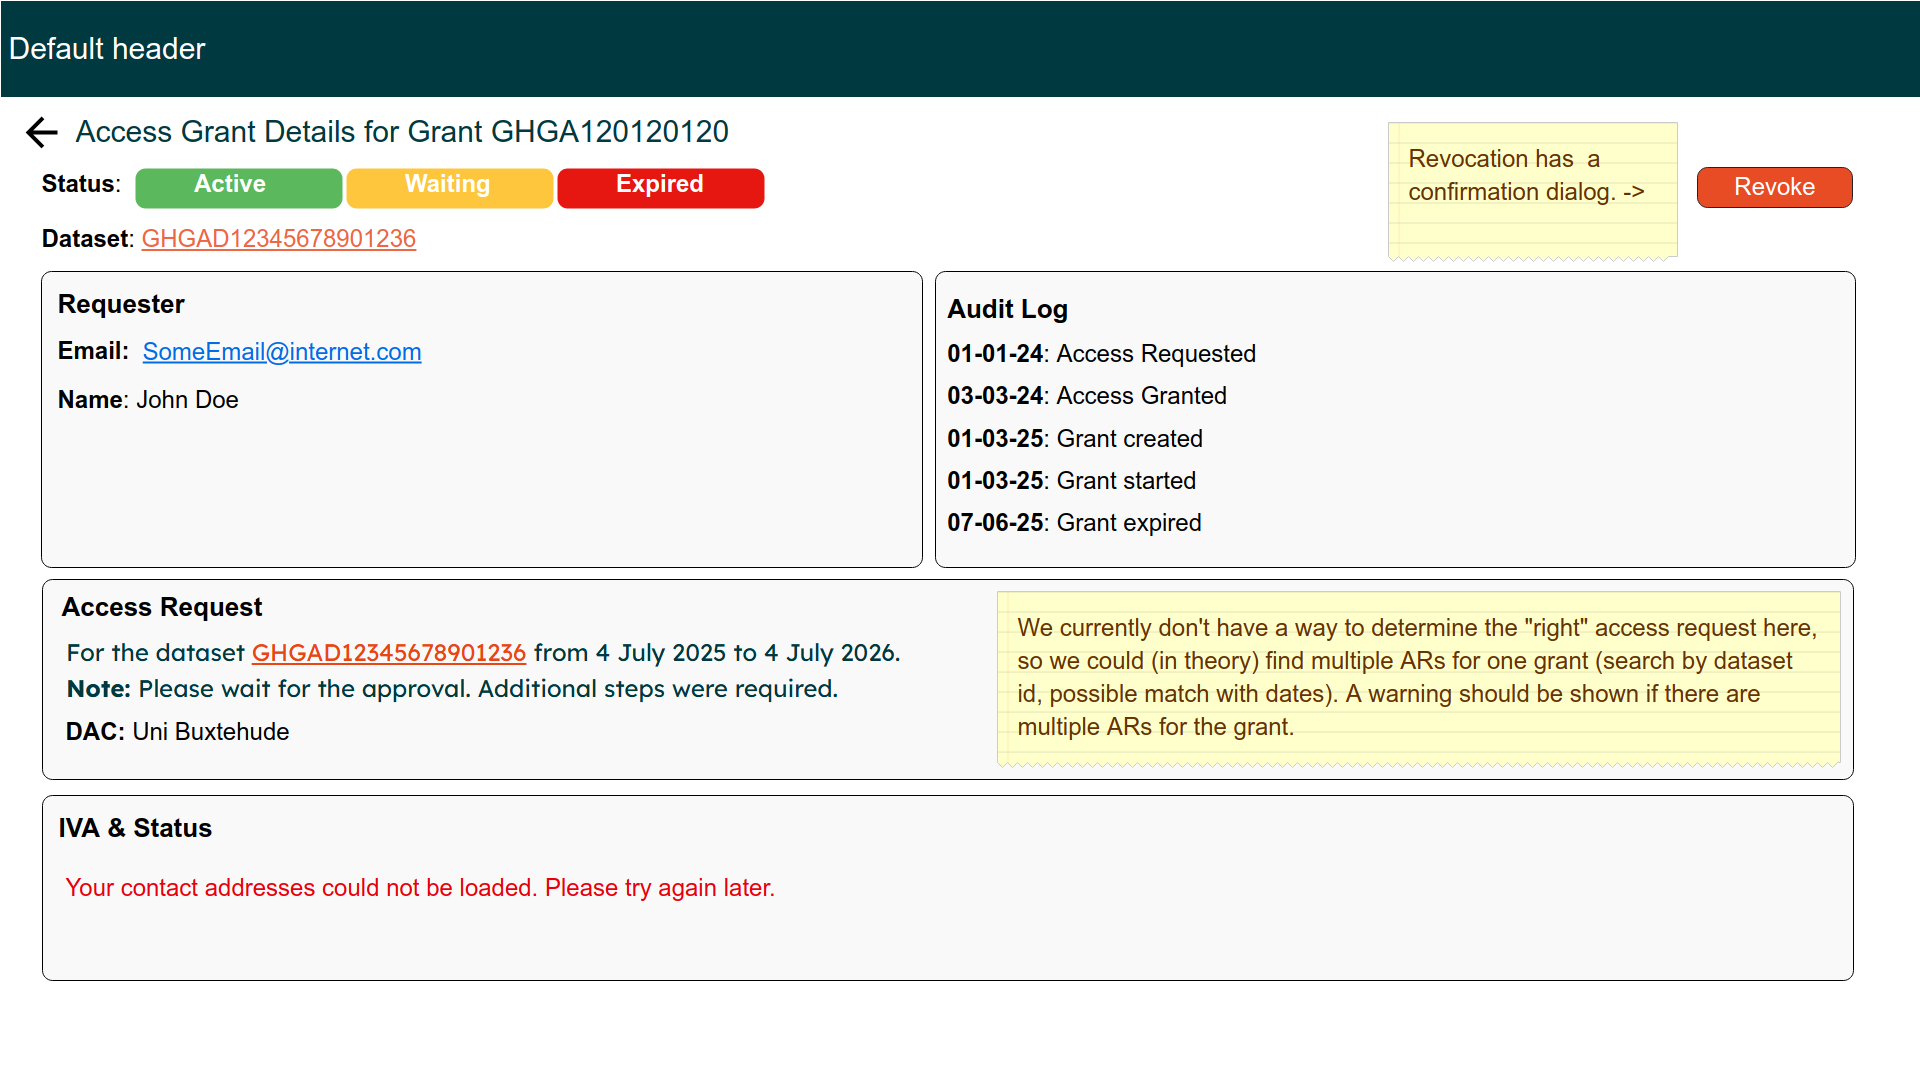 Default header
Access Grant Details for Grant GHGA120120120
Status: Active Waiting Expired
Revocation has a
confirmation dialog. ->
Revoke
Dataset: GHGAD12345678901236
Requester
Email: SomeEmail@internet.com
Name: John Doe
Audit Log
01-01-24: Access Requested
03-03-24: Access Granted
01-03-25: Grant created
01-03-25: Grant started
07-06-25: Grant expired
Access Request
For the dataset GHGAD12345678901236 from 4 July 2025 to 4 July 2026.
Note: Please wait for the approval. Additional steps were required.
DAC: Uni Buxtehude
We currently don't have a way to determine the "right" access request here,
so we could (in theory) find multiple ARs for one grant (search by dataset
id, possible match with dates). A warning should be shown if there are
multiple ARs for the grant.
IVA & Status
Your contact addresses could not be loaded. Please try again later.